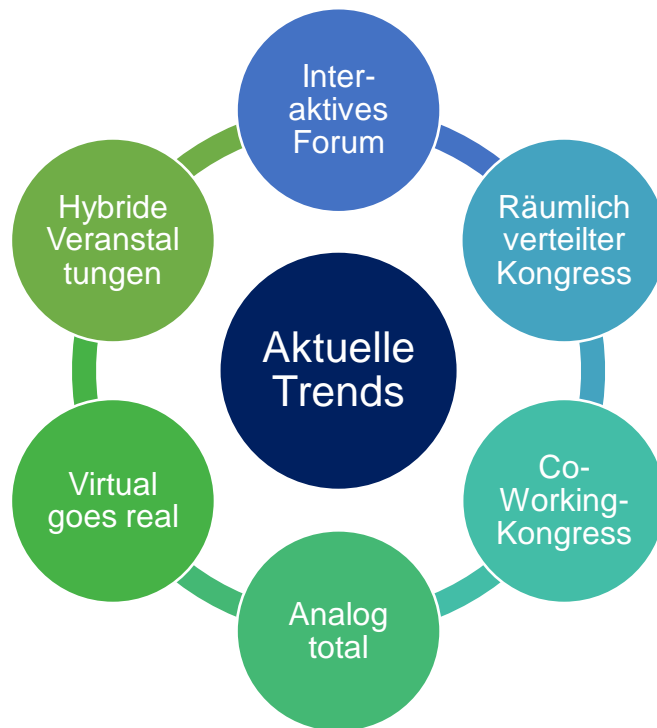 Inter-
aktives
Forum
Räumlich
verteilter
Kongress
Co-
Working-
Kongress
Analog
total
Virtual
goes real
Hybride
Veranstal
tungen
Aktuelle
Trends